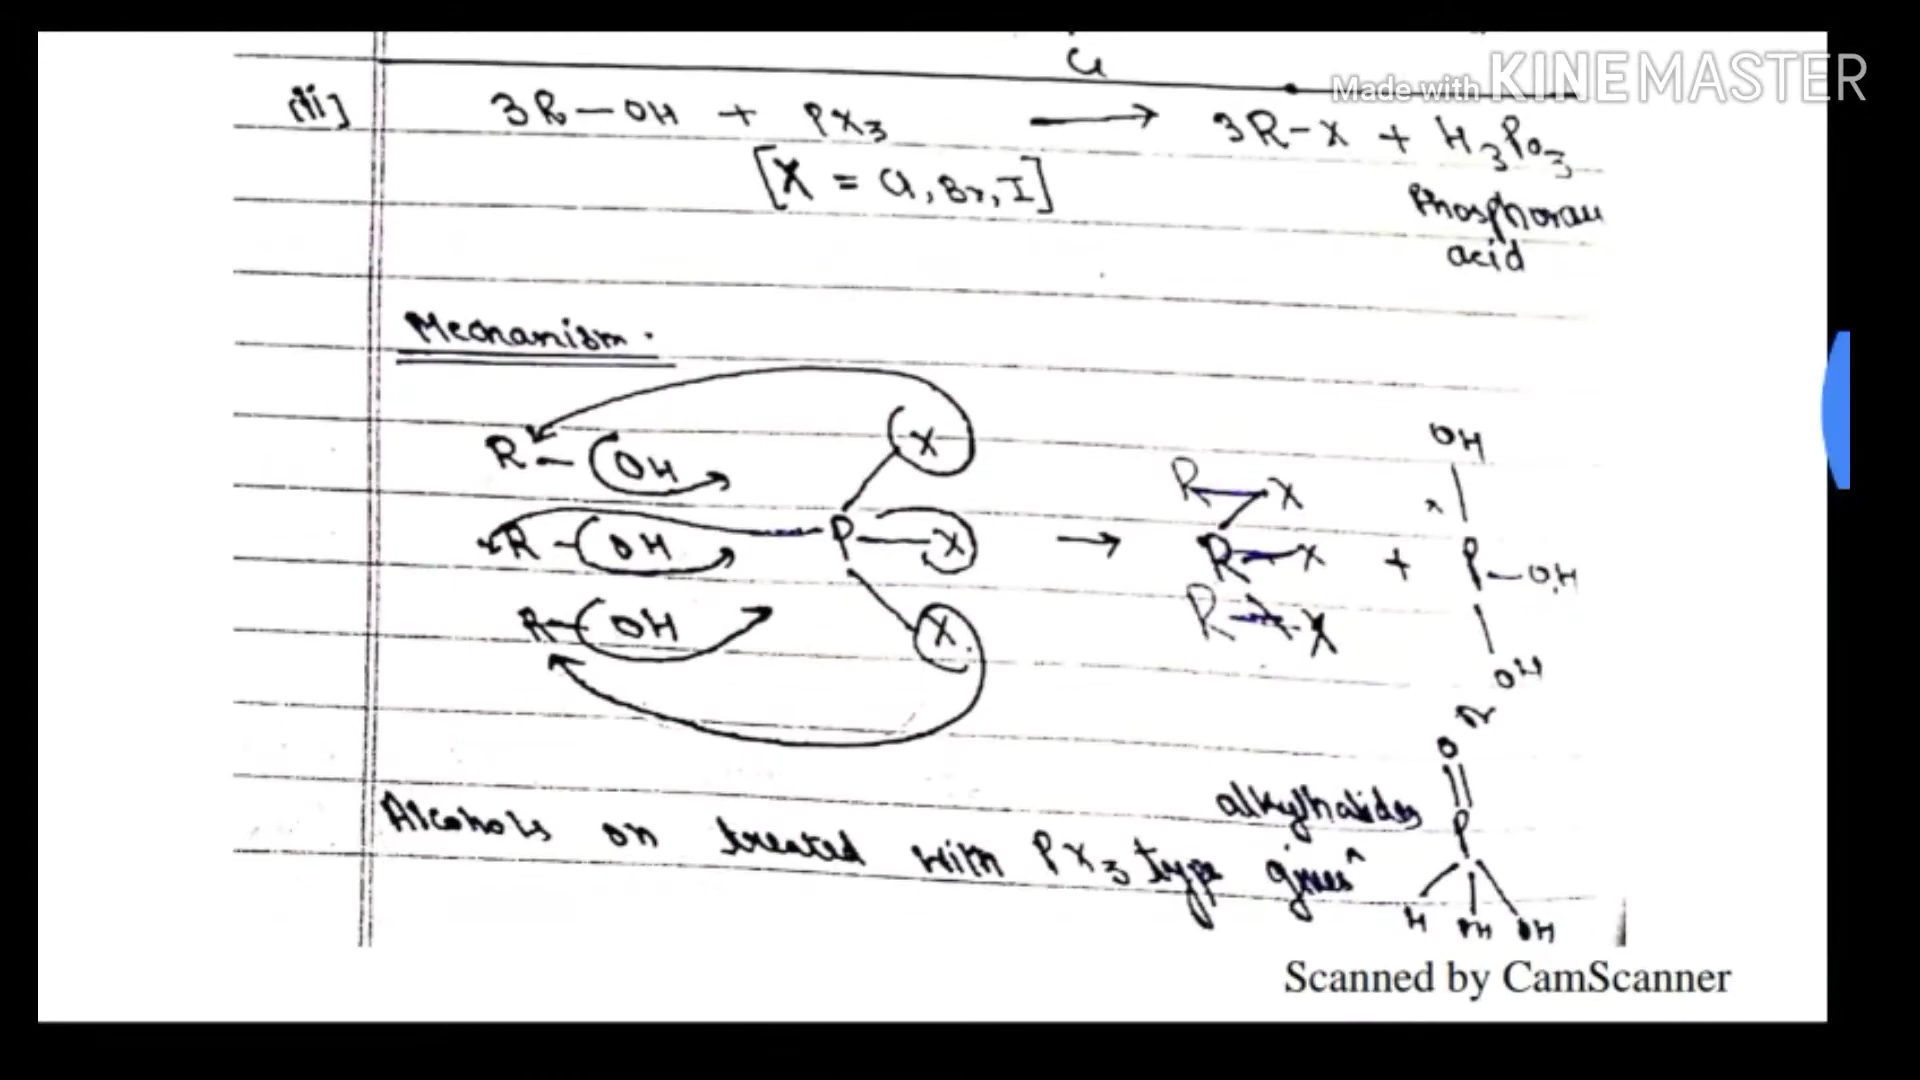 Cl
Made with KINEMASTER
[ii] 3R-OH + PX3 → 3R-X + H3PO3
[X = Cl, Br, I]
Phosphorous
acid
Mechanism.
OH
R-OH X R-X
R-OH P-X → R-X + P-OH
R-OH X R-X
OH
or
O
alkylhalides P
Alcohols on treated with PX3 type gives ^
H OH OH
Scanned by CamScanner